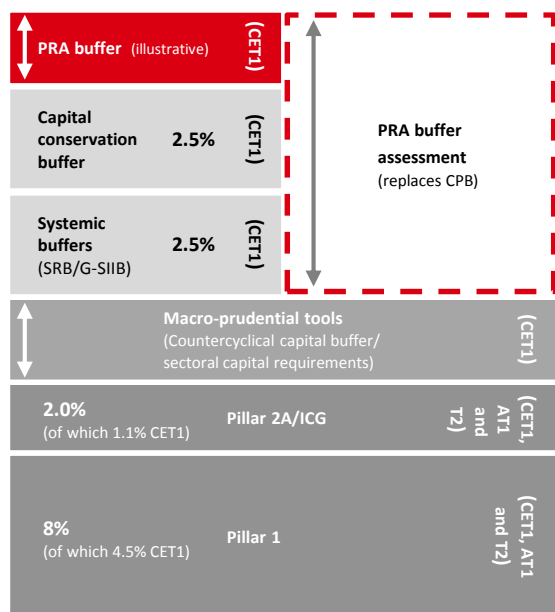 PRA buffer (illustrative)
(CET1)
Capital
conservation
buffer
2.5%
(CET1)
Systemic
buffers
(SRB/G-SIIB)
2.5%
(CET1)
PRA buffer
assessment
(replaces CPB)
Macro-prudential tools
(Countercyclical capital buffer/
sectoral capital requirements)
(CET1)
2.0%
(of which 1.1% CET1)
Pillar 2A/ICG
(CET1,
AT1
and
T2)
8%
(of which 4.5% CET1)
Pillar 1
(CET1, AT1
and T2)